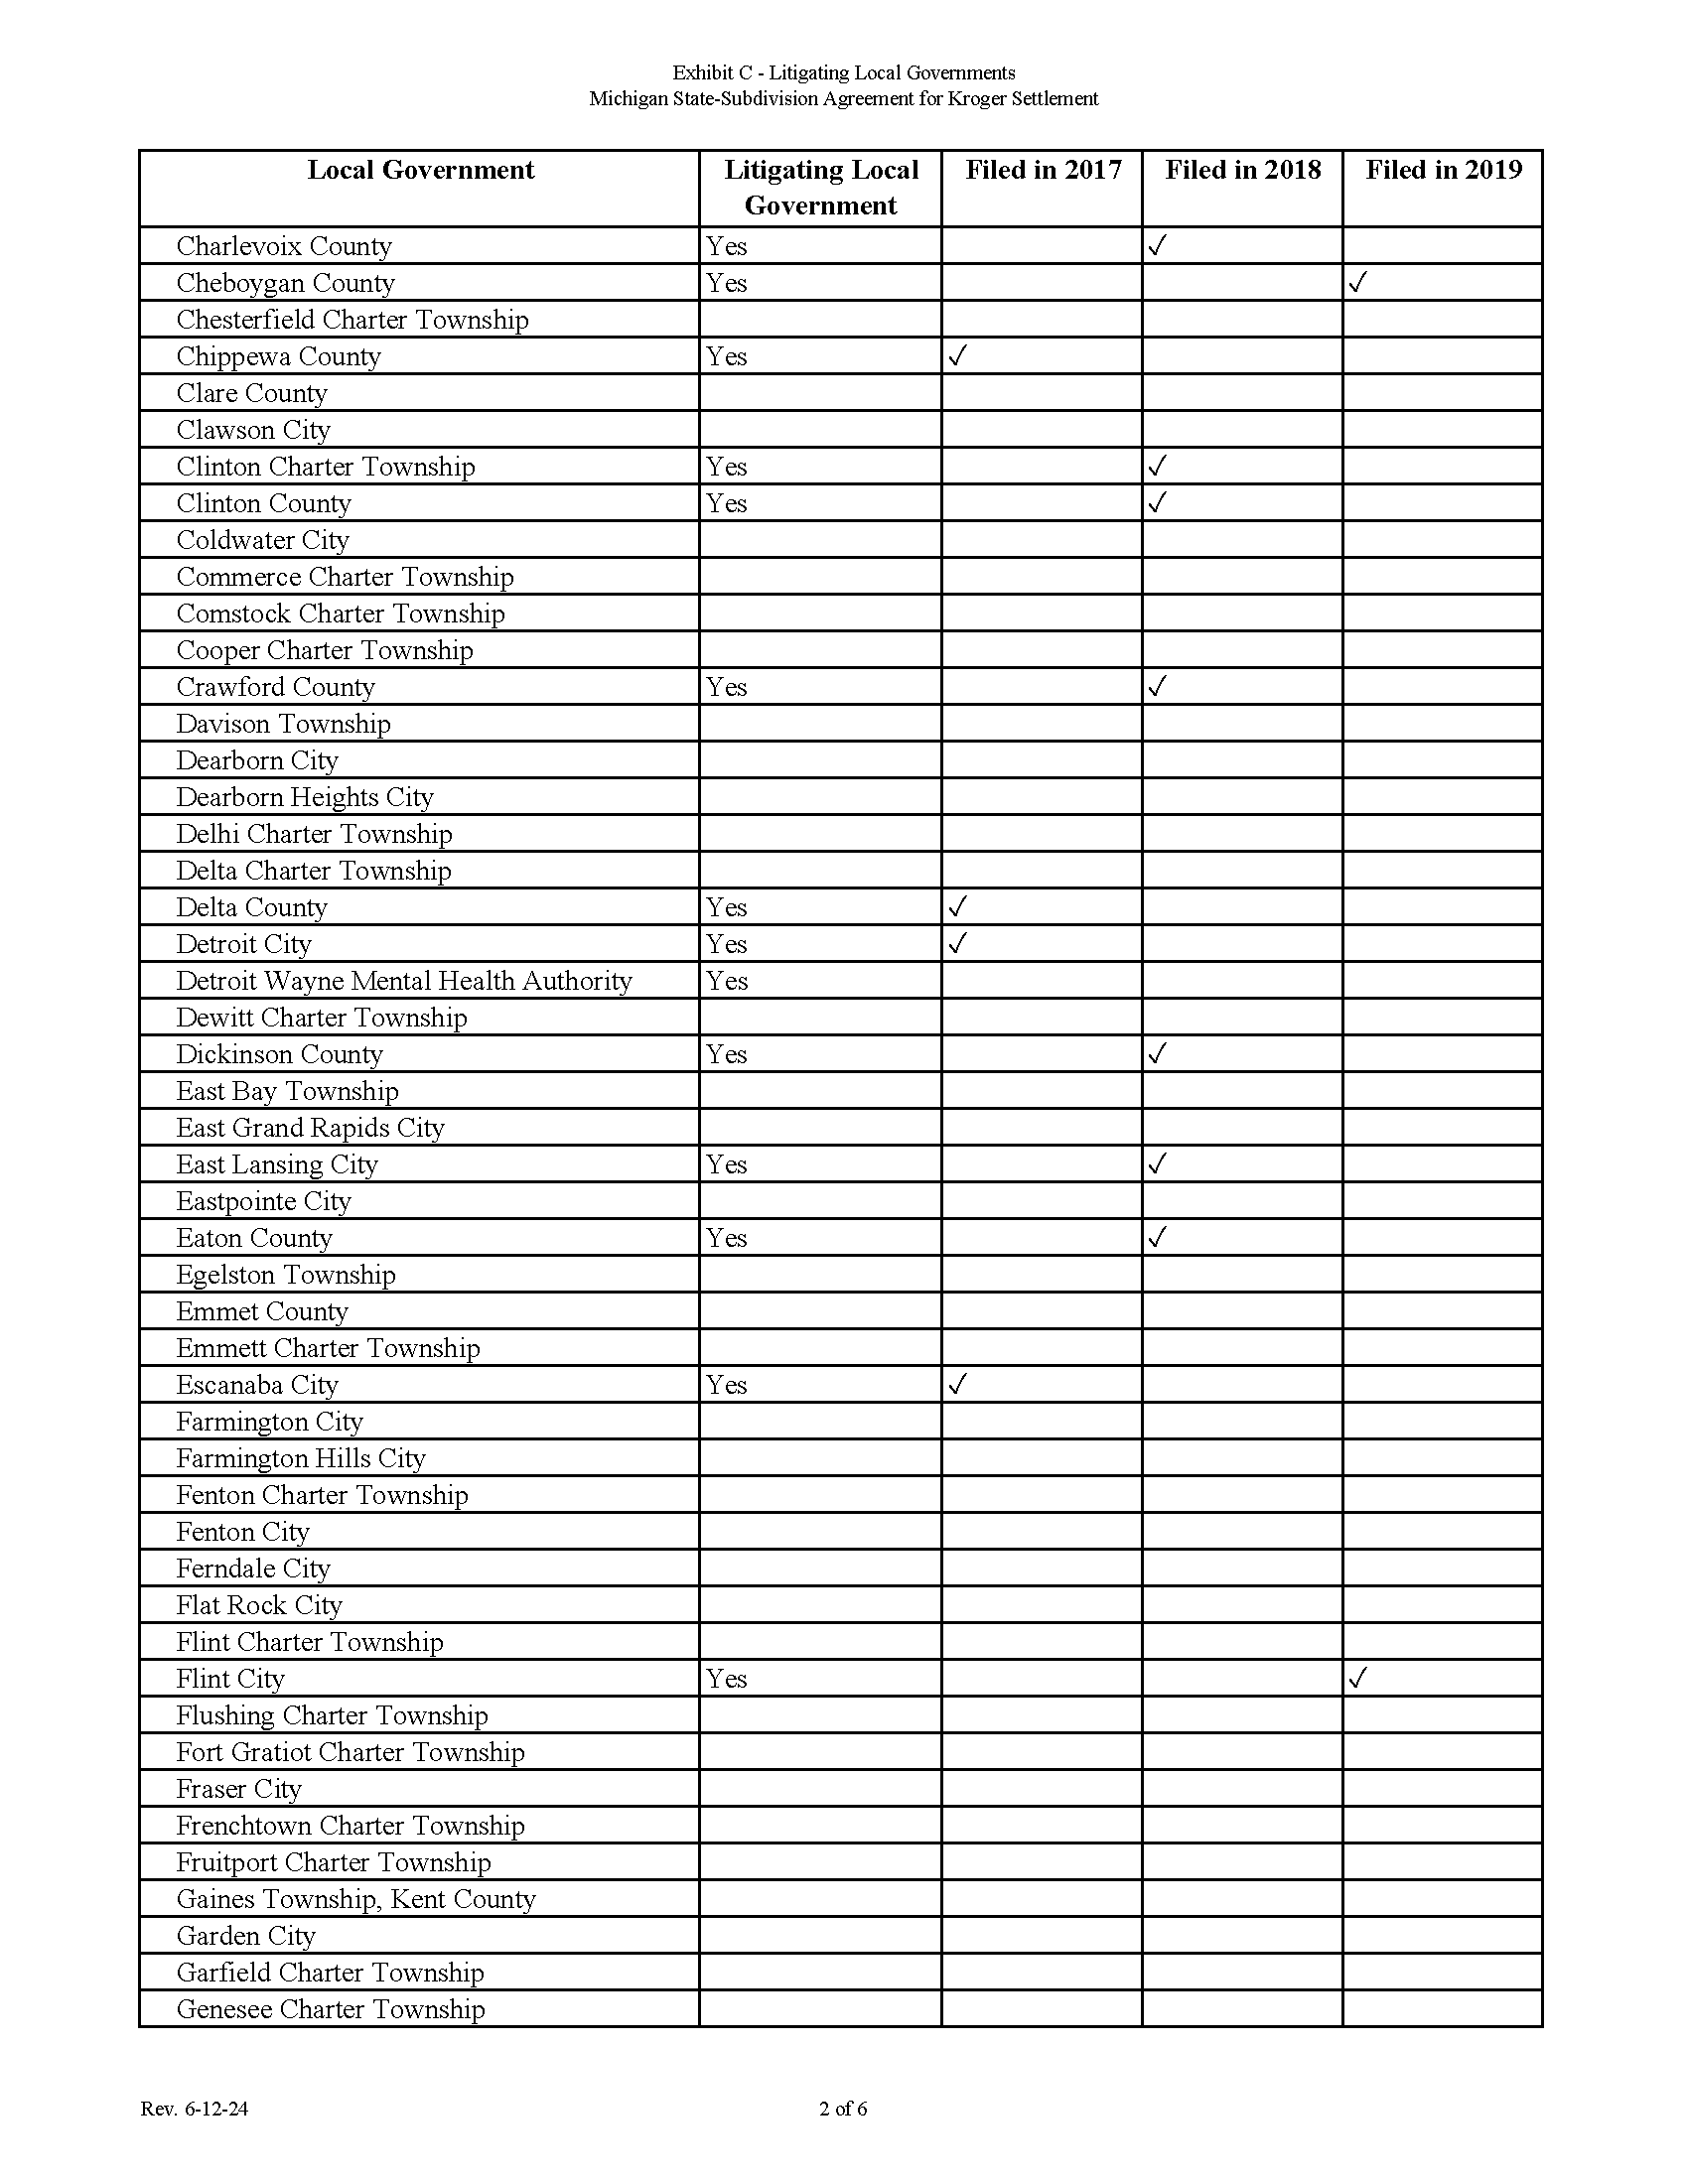 Exhibit C - Litigating Local Governments
Michigan State-Subdivision Agreement for Kroger Settlement
Local Government Litigating Local Government Filed in 2017 Filed in 2018 Filed in 2019
Charlevoix County Yes ✓
Cheboygan County Yes ✓
Chesterfield Charter Township
Chippewa County Yes ✓
Clare County
Clawson City
Clinton Charter Township Yes ✓
Clinton County Yes ✓
Coldwater City
Commerce Charter Township
Comstock Charter Township
Cooper Charter Township
Crawford County Yes ✓
Davison Township
Dearborn City
Dearborn Heights City
Delhi Charter Township
Delta Charter Township
Delta County Yes ✓
Detroit City Yes ✓
Detroit Wayne Mental Health Authority Yes
Dewitt Charter Township
Dickinson County Yes ✓
East Bay Township
East Grand Rapids City
East Lansing City Yes ✓
Eastpointe City
Eaton County Yes ✓
Egelston Township
Emmet County
Emmett Charter Township
Escanaba City Yes ✓
Farmington City
Farmington Hills City
Fenton Charter Township
Fenton City
Ferndale City
Flat Rock City
Flint Charter Township
Flint City Yes ✓
Flushing Charter Township
Fort Gratiot Charter Township
Fraser City
Frenchtown Charter Township
Fruitport Charter Township
Gaines Township, Kent County
Garden City
Garfield Charter Township
Genesee Charter Township
Rev. 6-12-24 2 of 6